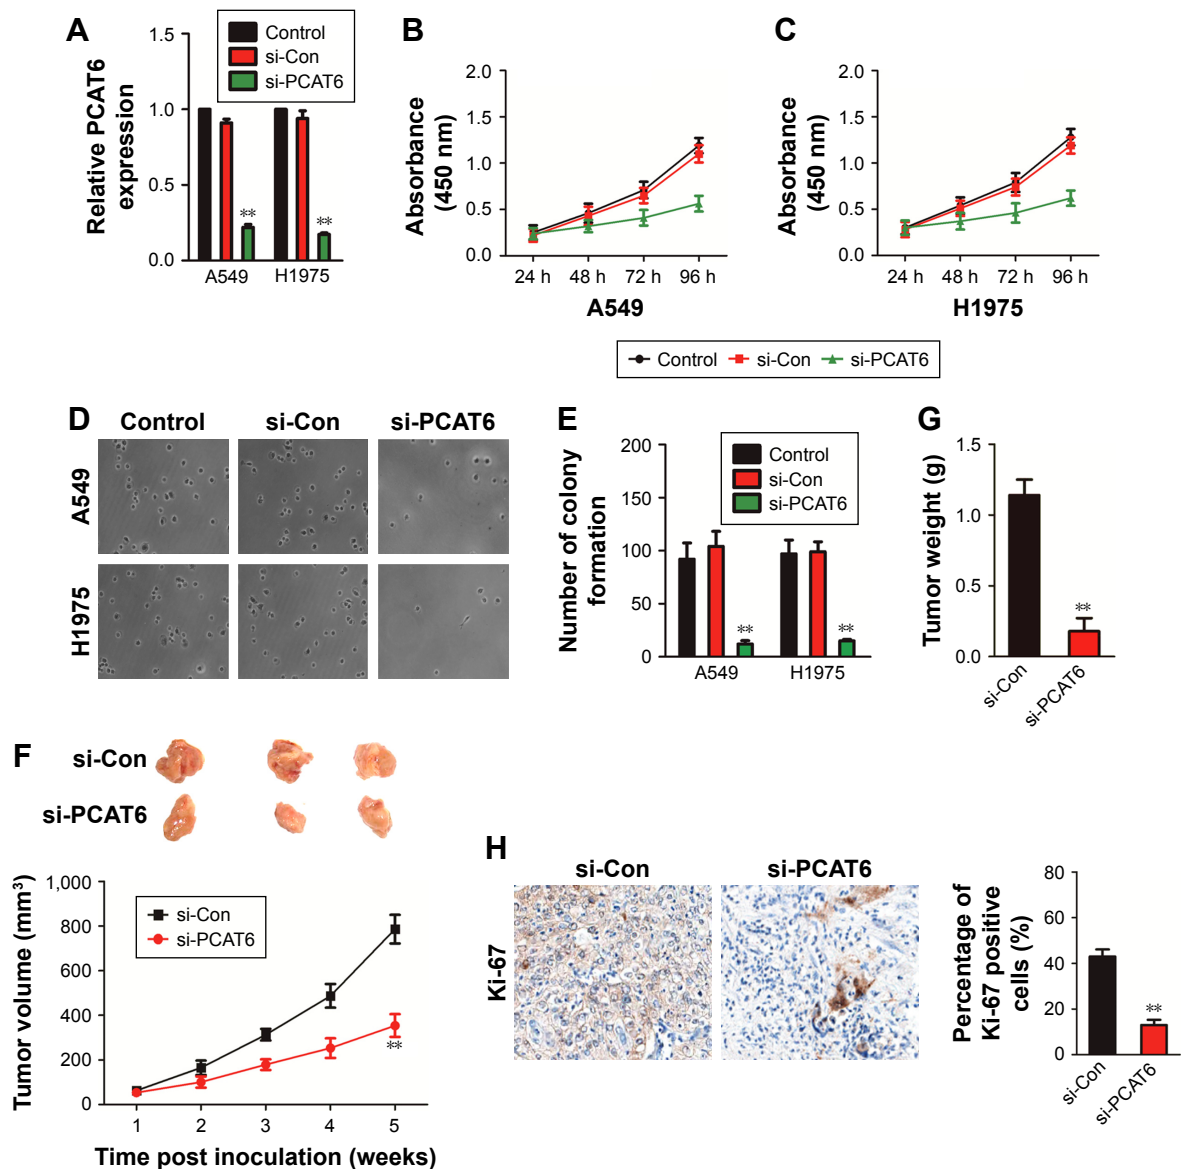 A
Relative PCAT6
expression
1.5
1.0
0.5
0.0
Control
si-Con
si-PCAT6
**
**
A549
H1975
B
Absorbance
(450 nm)
2.0
1.5
1.0
0.5
0.0
24 h
48 h
72 h
96 h
A549
C
Absorbance
(450 nm)
2.0
1.5
1.0
0.5
0.0
24 h
48 h
72 h
96 h
H1975
Control
si-Con
si-PCAT6
D
Control
si-Con
si-PCAT6
A549
H1975
E
Number of colony
formation
200
150
100
50
0
Control
si-Con
si-PCAT6
**
**
A549
H1975
G
Tumor weight (g)
1.5
1.0
0.5
0.0
**
si-Con
si-PCAT6
F
si-Con
si-PCAT6
Tumor volume (mm³)
1,000
800
600
400
200
0
si-Con
si-PCAT6
**
1
2
3
4
5
Time post inoculation (weeks)
H
si-Con
si-PCAT6
Ki-67
Percentage of
Ki-67 positive
cells (%)
80
60
40
20
0
**
si-Con
si-PCAT6